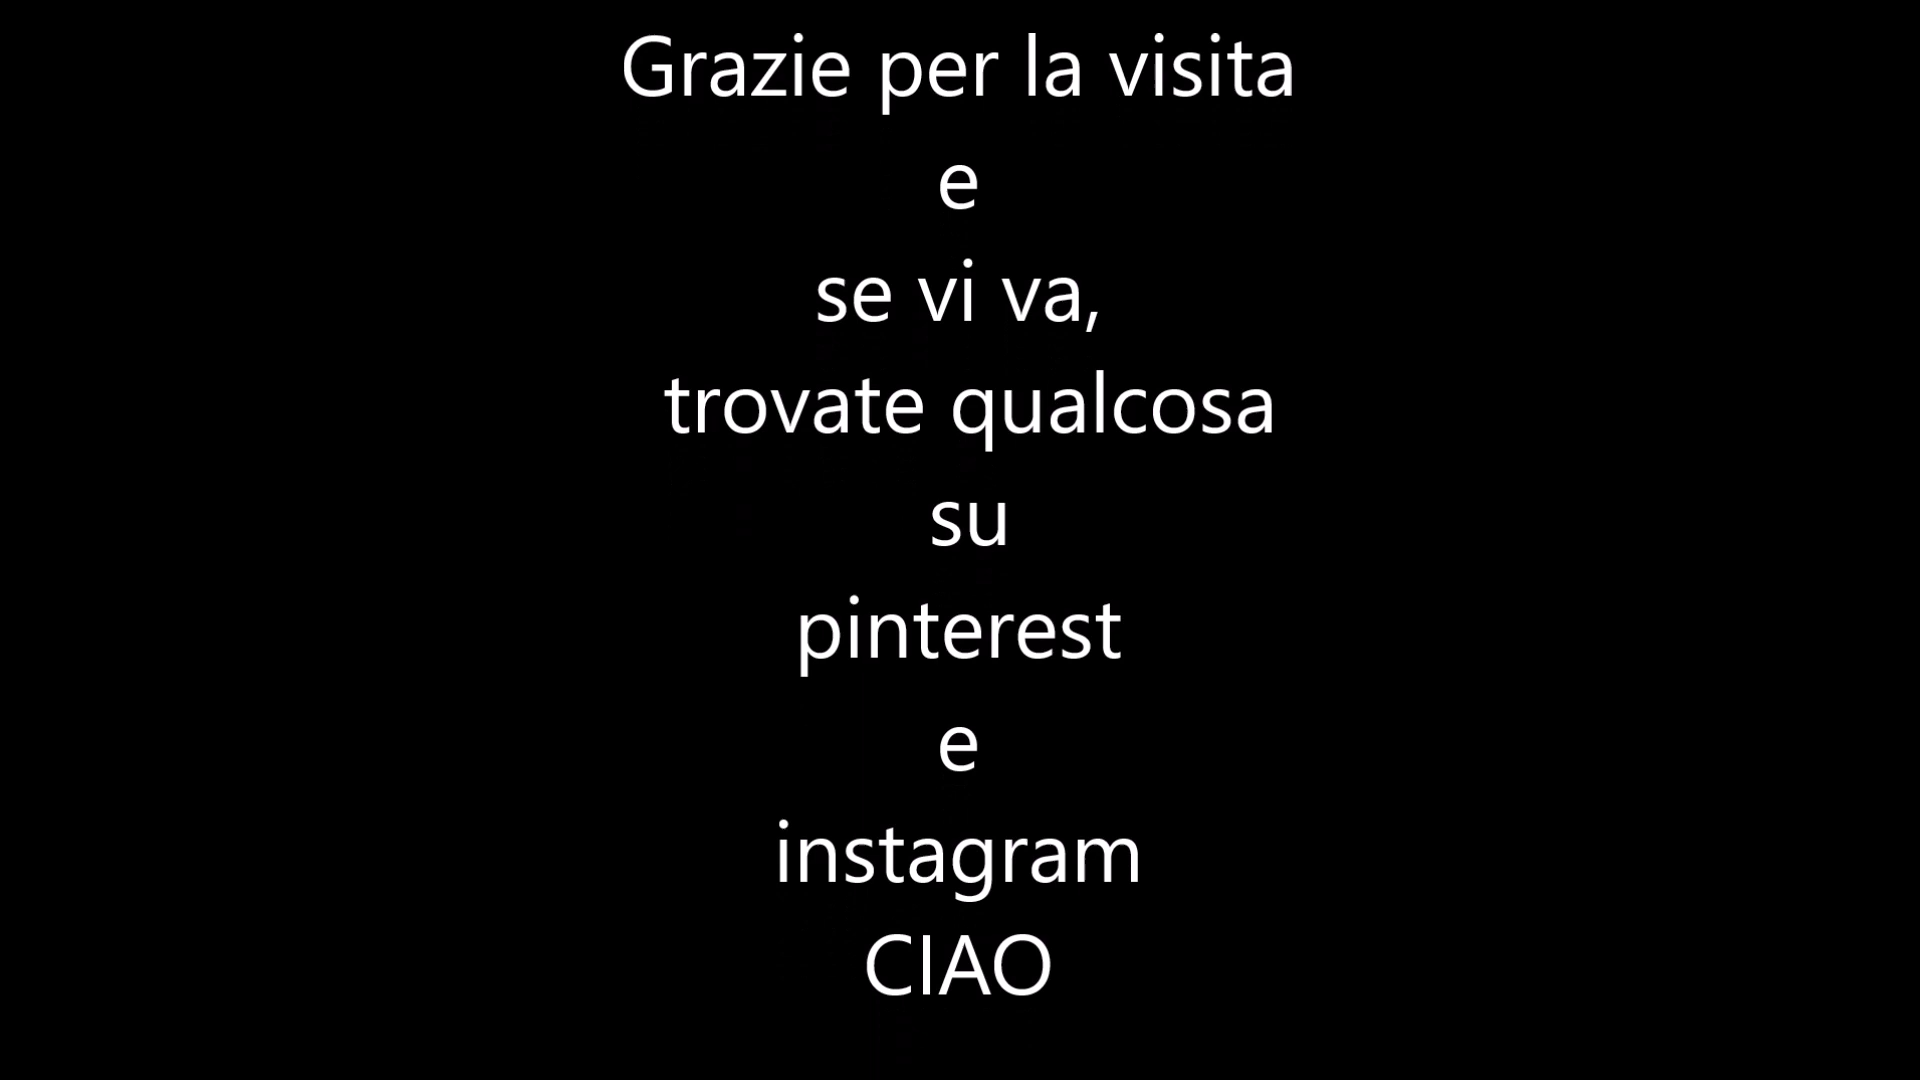 Grazie per la visita
e
se vi va,
trovate qualcosa
su
pinterest
e
instagram
CIAO